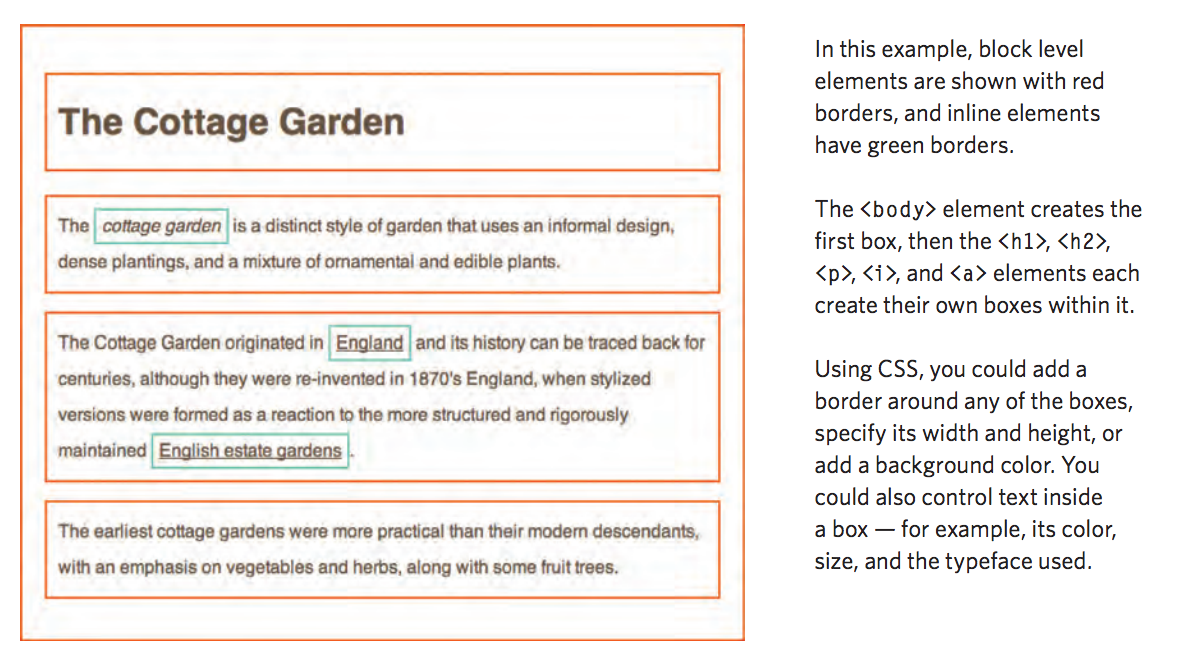 The Cottage Garden
The cottage garden is a distinct style of garden that uses an informal design,
dense plantings, and a mixture of ornamental and edible plants.
The Cottage Garden originated in England and its history can be traced back for
centuries, although they were re-invented in 1870's England, when stylized
versions were formed as a reaction to the more structured and rigorously
maintained English estate gardens.
The earliest cottage gardens were more practical than their modern descendants,
with an emphasis on vegetables and herbs, along with some fruit trees.
In this example, block level
elements are shown with red
borders, and inline elements
have green borders.
The <body> element creates the
first box, then the <h1>, <h2>,
<p>, <i>, and <a> elements each
create their own boxes within it.
Using CSS, you could add a
border around any of the boxes,
specify its width and height, or
add a background color. You
could also control text inside
a box — for example, its color,
size, and the typeface used.